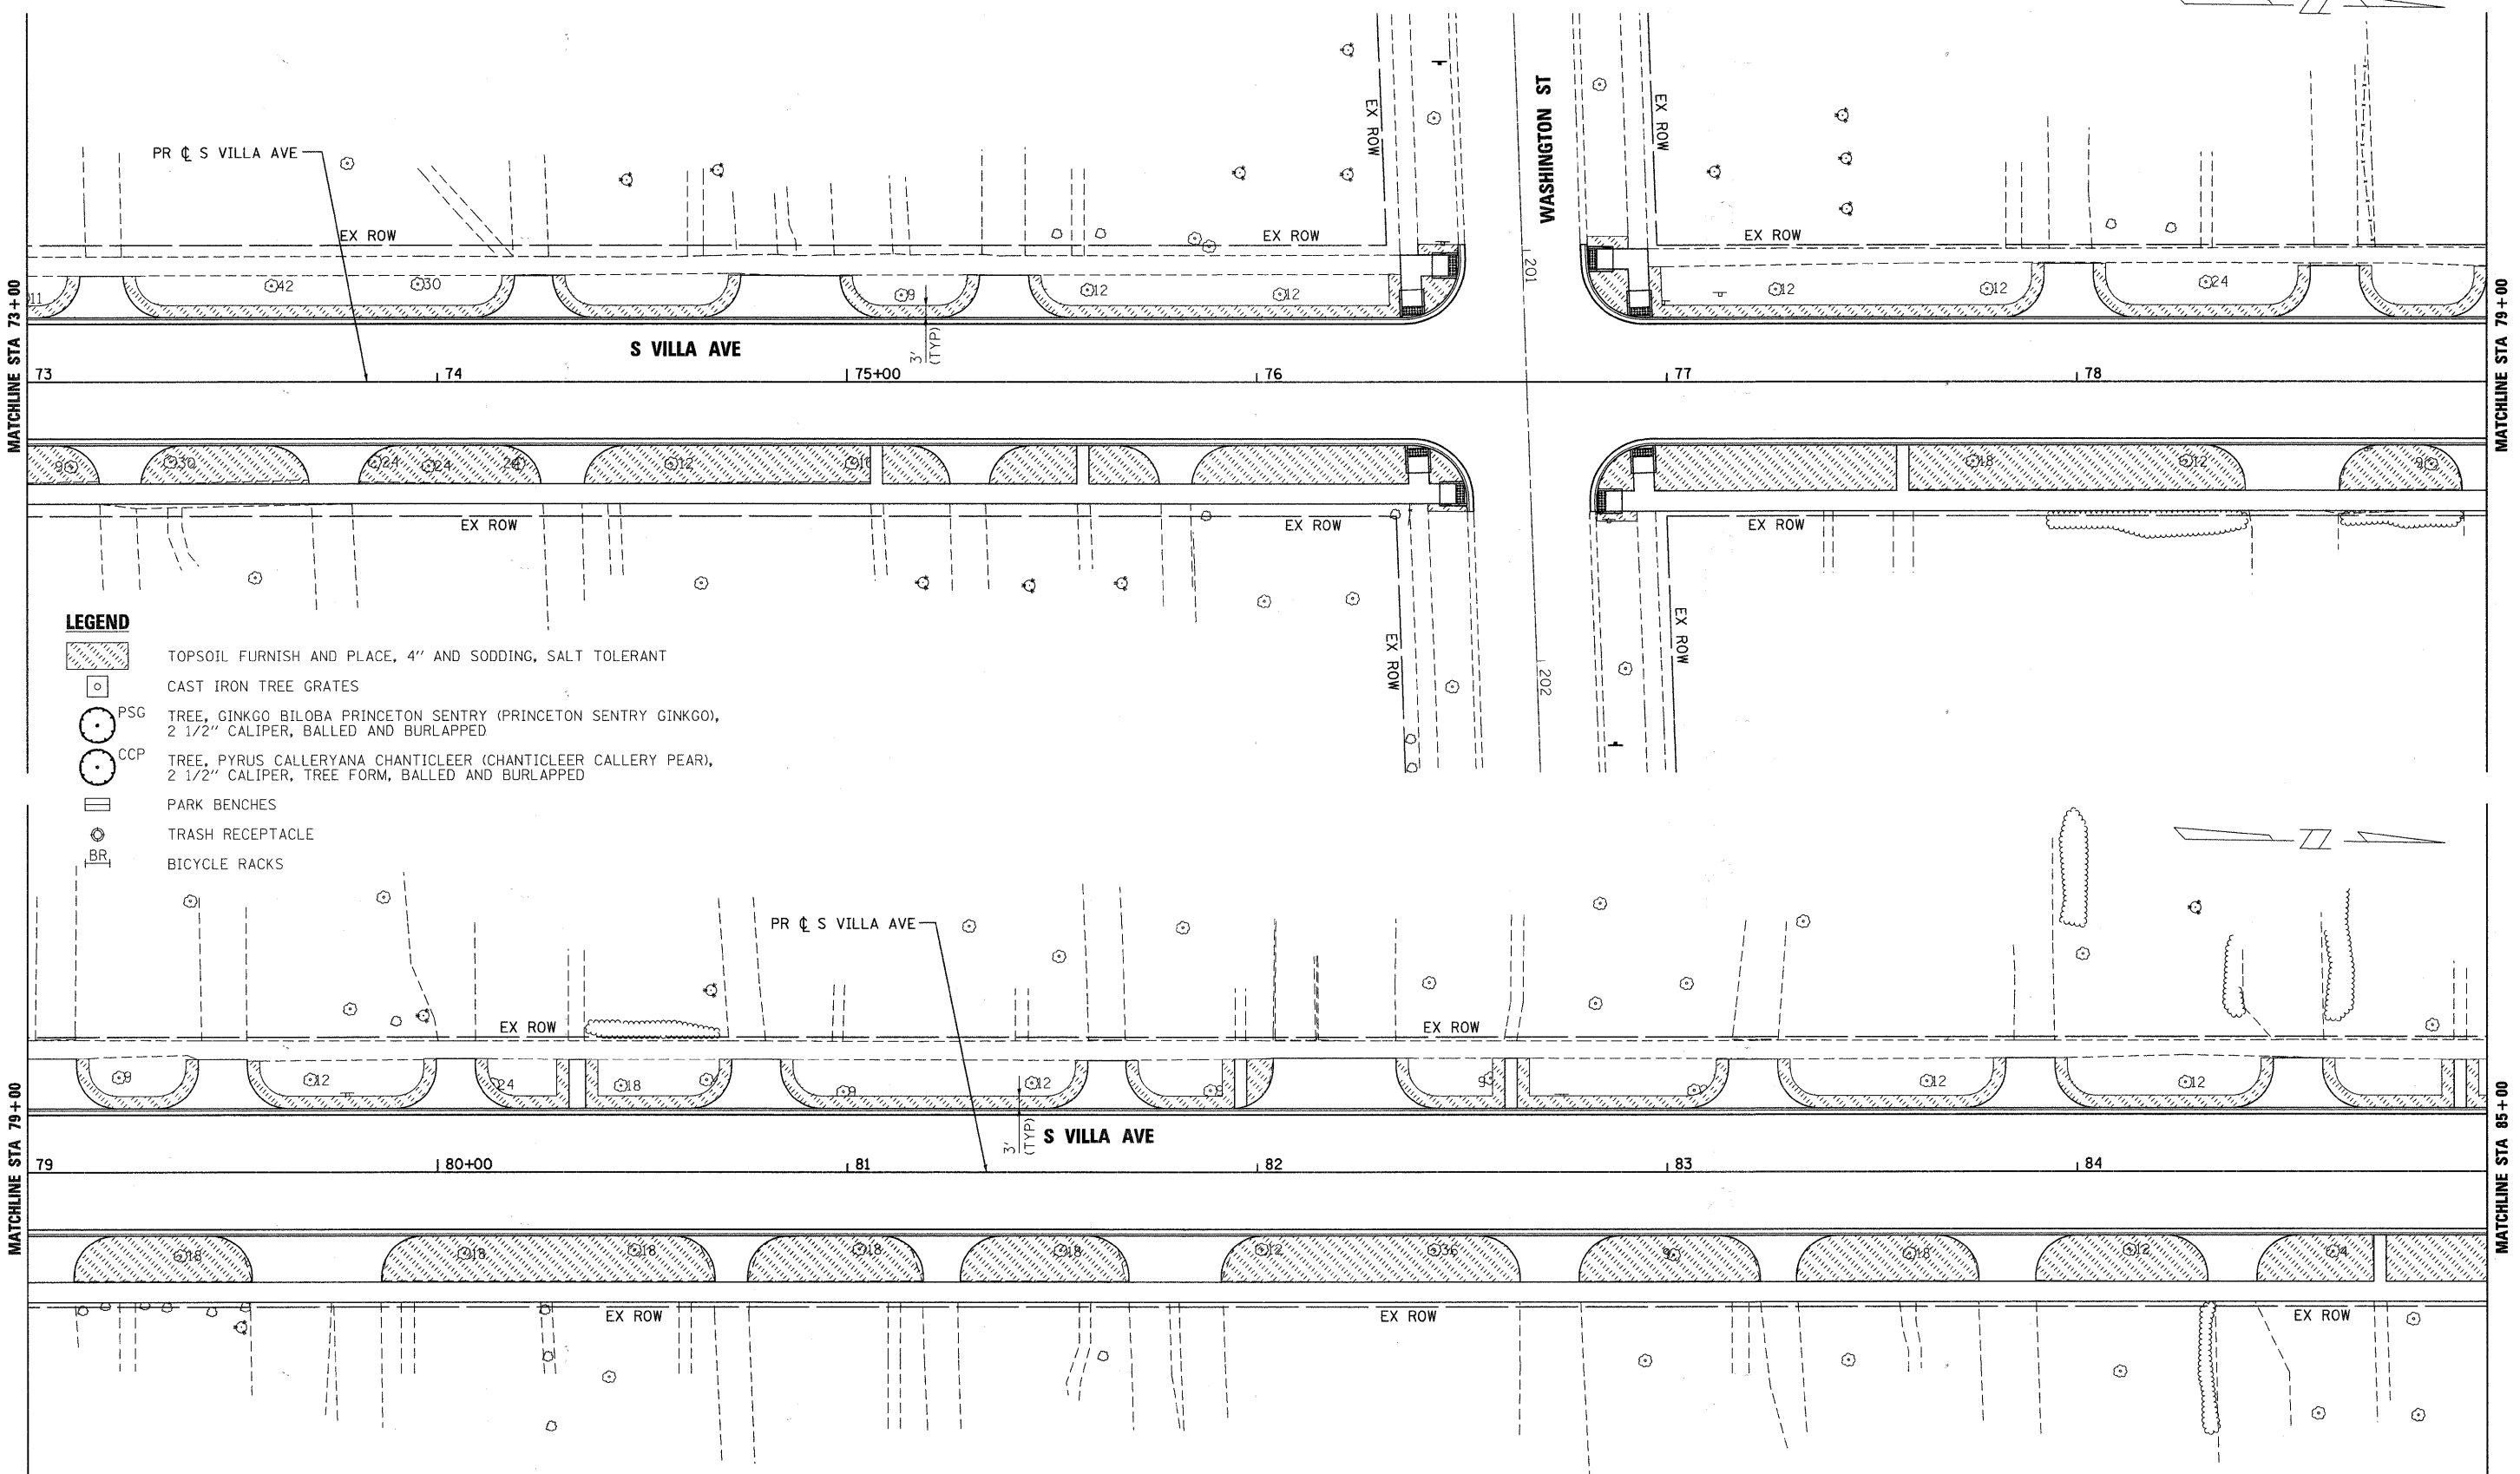 PR ℄ S VILLA AVE
EX ROW
EX ROW
EX ROW
WASHINGTON ST
EX ROW
EX ROW
MATCHLINE STA 73+00
11
42
30
9
12
12
201
12
12
24
MATCHLINE STA 79+00
S VILLA AVE
3'
(TYP)
73
74
75+00
76
77
78
9
30
24
24
12
18
12
EX ROW
EX ROW
EX ROW
EX ROW
EX ROW
202
LEGEND
TOPSOIL FURNISH AND PLACE, 4" AND SODDING, SALT TOLERANT
CAST IRON TREE GRATES
PSG
TREE, GINKGO BILOBA PRINCETON SENTRY (PRINCETON SENTRY GINKGO),
2 1/2" CALIPER, BALLED AND BURLAPPED
CCP
TREE, PYRUS CALLERYANA CHANTICLEER (CHANTICLEER CALLERY PEAR),
2 1/2" CALIPER, TREE FORM, BALLED AND BURLAPPED
PARK BENCHES
TRASH RECEPTACLE
BR
BICYCLE RACKS
PR ℄ S VILLA AVE
EX ROW
EX ROW
MATCHLINE STA 79+00
9
12
24
18
9
12
9
9
12
12
MATCHLINE STA 85+00
3'
(TYP)
S VILLA AVE
79
80+00
81
82
83
84
18
18
18
18
18
12
36
18
12
EX ROW
EX ROW
EX ROW